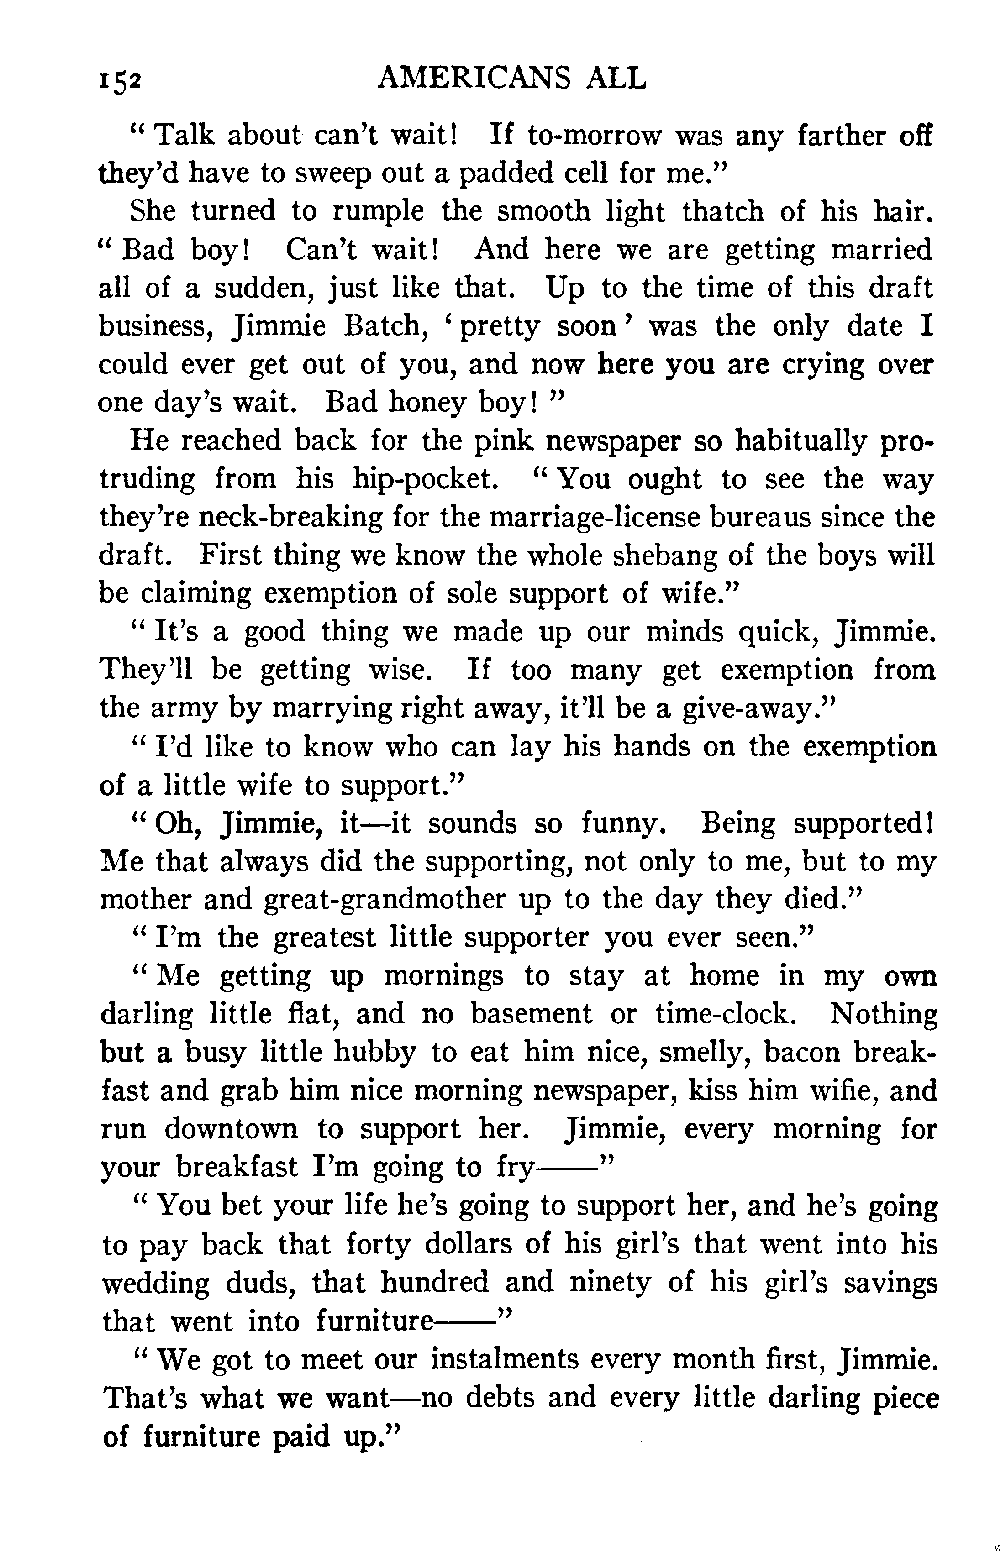 152 AMERICANS ALL
“ Talk about can’t wait! If to-morrow was any farther off
they’d have to sweep out a padded cell for me.”
She turned to rumple the smooth light thatch of his hair.
“ Bad boy! Can’t wait! And here we are getting married
all of a sudden, just like that. Up to the time of this draft
business, Jimmie Batch, ‘ pretty soon ’ was the only date I
could ever get out of you, and now here you are crying over
one day’s wait. Bad honey boy! ”
He reached back for the pink newspaper so habitually pro-
truding from his hip-pocket. “ You ought to see the way
they’re neck-breaking for the marriage-license bureaus since the
draft. First thing we know the whole shebang of the boys will
be claiming exemption of sole support of wife.”
“ It’s a good thing we made up our minds quick, Jimmie.
They’ll be getting wise. If too many get exemption from
the army by marrying right away, it’ll be a give-away.”
“ I’d like to know who can lay his hands on the exemption
of a little wife to support.”
“ Oh, Jimmie, it—it sounds so funny. Being supported!
Me that always did the supporting, not only to me, but to my
mother and great-grandmother up to the day they died.”
“ I’m the greatest little supporter you ever seen.”
“ Me getting up mornings to stay at home in my own
darling little flat, and no basement or time-clock. Nothing
but a busy little hubby to eat him nice, smelly, bacon break-
fast and grab him nice morning newspaper, kiss him wifie, and
run downtown to support her. Jimmie, every morning for
your breakfast I’m going to fry——”
“ You bet your life he’s going to support her, and he’s going
to pay back that forty dollars of his girl’s that went into his
wedding duds, that hundred and ninety of his girl’s savings
that went into furniture——”
“ We got to meet our instalments every month first, Jimmie.
That’s what we want—no debts and every little darling piece
of furniture paid up.”